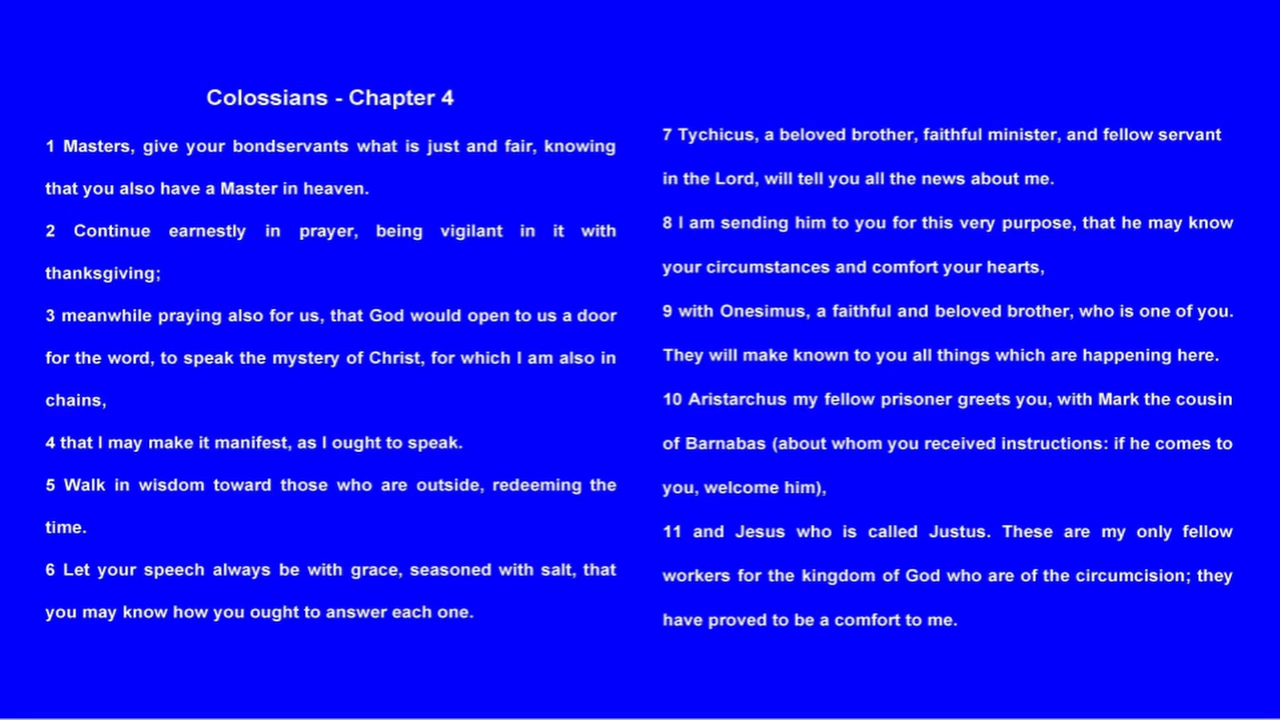 Colossians - Chapter 4
1 Masters, give your bondservants what is just and fair, knowing
that you also have a Master in heaven.
2 Continue earnestly in prayer, being vigilant in it with
thanksgiving;
3 meanwhile praying also for us, that God would open to us a door
for the word, to speak the mystery of Christ, for which I am also in
chains,
4 that I may make it manifest, as I ought to speak.
5 Walk in wisdom toward those who are outside, redeeming the
time.
6 Let your speech always be with grace, seasoned with salt, that
you may know how you ought to answer each one.
7 Tychicus, a beloved brother, faithful minister, and fellow servant
in the Lord, will tell you all the news about me.
8 I am sending him to you for this very purpose, that he may know
your circumstances and comfort your hearts,
9 with Onesimus, a faithful and beloved brother, who is one of you.
They will make known to you all things which are happening here.
10 Aristarchus my fellow prisoner greets you, with Mark the cousin
of Barnabas (about whom you received instructions: if he comes to
you, welcome him),
11 and Jesus who is called Justus. These are my only fellow
workers for the kingdom of God who are of the circumcision; they
have proved to be a comfort to me.